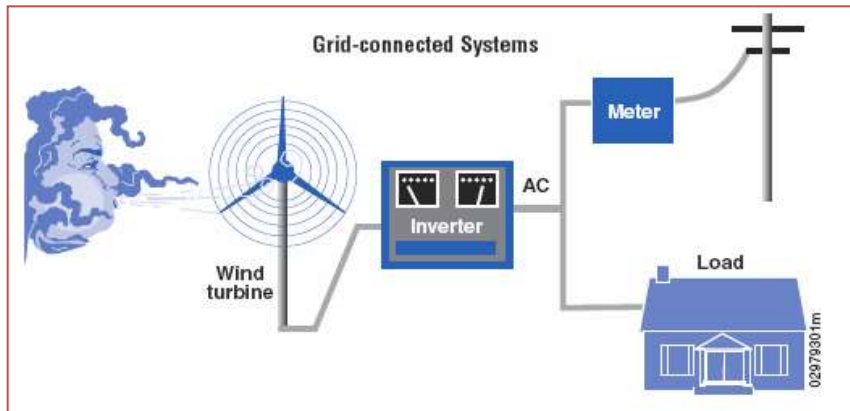 Grid-connected Systems
Meter
AC
Inverter
Wind
turbine
Load
02979301m